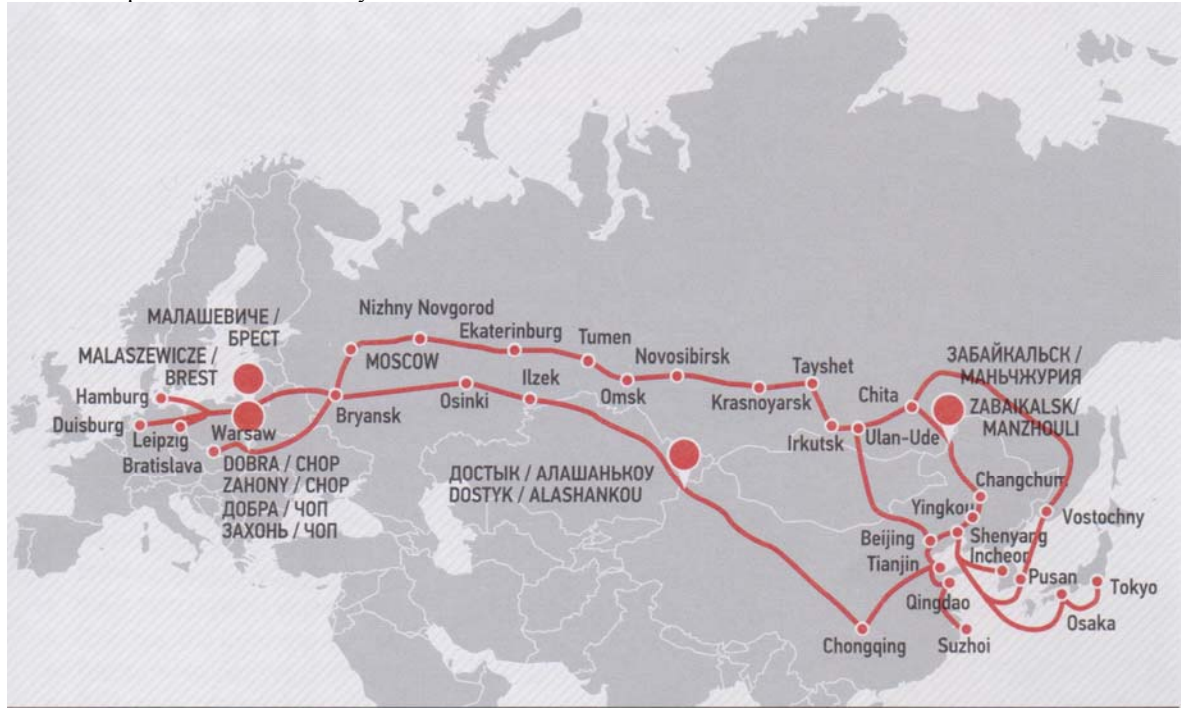 Nizhny Novgorod
МАЛАШЕВИЧЕ /
БРЕСТ
Ekaterinburg
Tumen
MOSCOW
Novosibirsk
Tayshet
ЗАБАЙКАЛЬСК /
МАНЬЧЖУРИЯ
MALASZEWICZE /
BREST
Ilzek
Hamburg
Bryansk
Osinki
Omsk
Krasnoyarsk
Chita
ZABAIKALSK/
MANZHOULI
Duisburg
Leipzig
Warsaw
Irkutsk
Ulan-Ude
Bratislava
DOBRA / CHOP
ZAHONY / CHOP
ДОБРА / ЧОП
ЗАХОНЬ / ЧОП
ДОСТЫК / АЛАШАНЬКОУ
DOSTYK / ALASHANKOU
Changchur.
Yingkou
Vostochny
Beijing
Shenyang
Incheor
Tianjin
Pusan
Tokyo
Qingdao
Osaka
Chongqing
Suzhoi